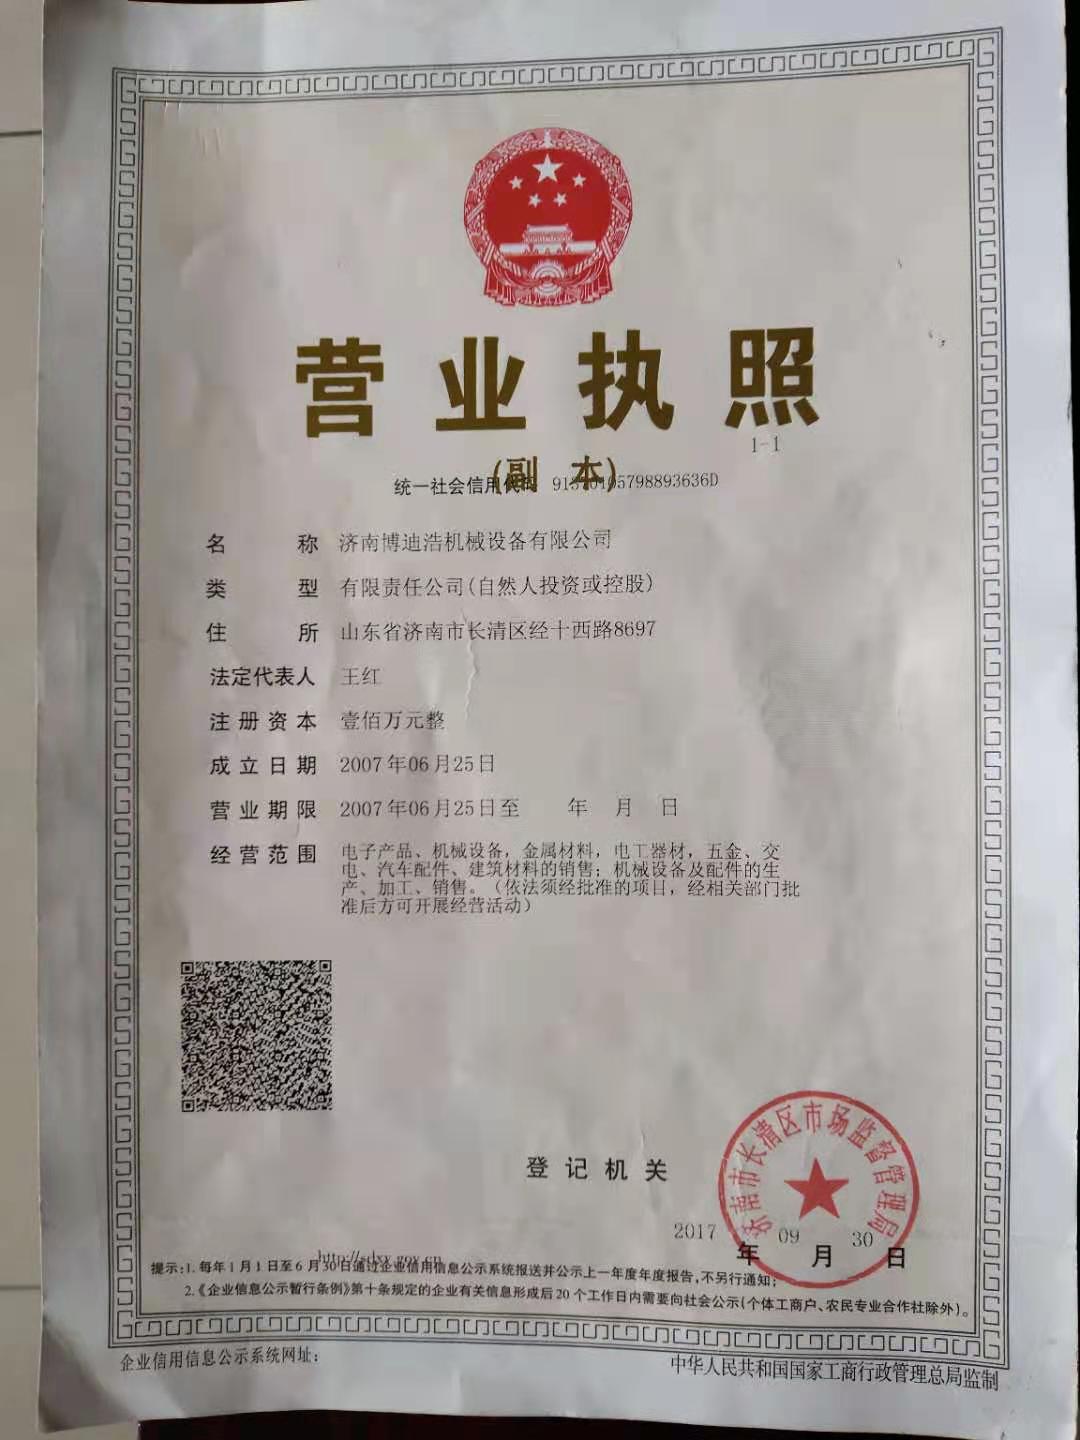 营业执照
1-1
(副 本)
统一社会信用代码
名 称 济南博迪浩机械设备有限公司
类 型 有限责任公司(自然人投资或控股)
住 所 山东省济南市长清区经十西路8697
法定代表人 王红
注册资本 壹佰万元整
成立日期 2007年06月25日
营业期限 2007年06月25日至 年 月 日
经营范围 电子产品、机械设备，金属材料，电工器材，五金、交
电、汽车配件、建筑材料的销售；机械设备及配件的生
产、加工、销售。（依法须经批准的项目，经相关部门批
准后方可开展经营活动）
登记机关
济南市长清区市场监督管理局
2017 年 09 月 30 日
http://sdxy.gov.cn
提示:1.每年1月1日至6月30日通过企业信用信息公示系统报送并公示上一年度年度报告,不另行通知;
2.《企业信息公示暂行条例》第十条规定的企业有关信息形成后20个工作日内需要向社会公示(个体工商户、农民专业合作社除外)。
企业信用信息公示系统网址:
中华人民共和国国家工商行政管理总局监制